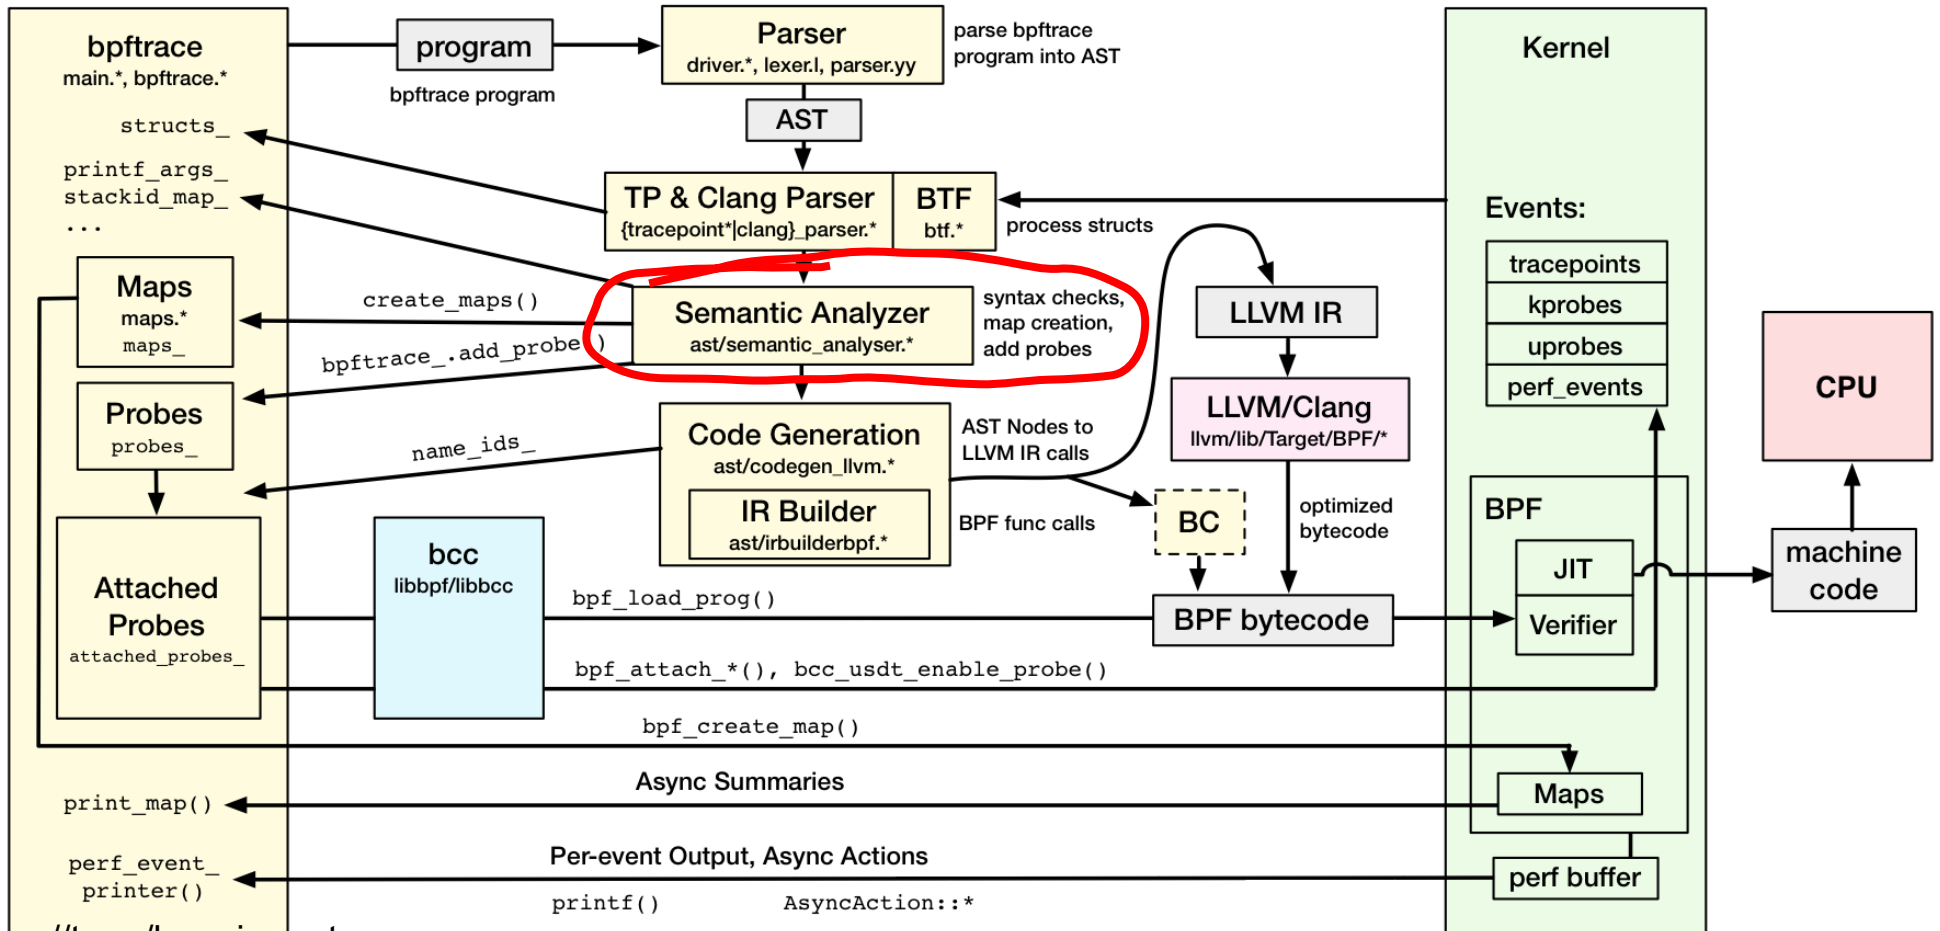 bpftrace
main.*, bpftrace.*
structs_
printf_args_
stackid_map_
...
Maps
maps.*
maps_
Probes
probes_
Attached
Probes
attached_probes_
print_map()
perf_event_
printer()
program
bpftrace program
Parser
driver.*, lexer.l, parser.yy
parse bpftrace
program into AST
AST
TP & Clang Parser
{tracepoint*|clang}_parser.*
BTF
btf.*
process structs
create_maps()
bpftrace_.add_probe()
Semantic Analyzer
ast/semantic_analyser.*
syntax checks,
map creation,
add probes
name_ids_
Code Generation
ast/codegen_llvm.*
IR Builder
ast/irbuilderbpf.*
AST Nodes to
LLVM IR calls
BPF func calls
LLVM IR
LLVM/Clang
llvm/lib/Target/BPF/*
optimized
bytecode
BC
BPF bytecode
bcc
libbpf/libbcc
bpf_load_prog()
bpf_attach_*(), bcc_usdt_enable_probe()
bpf_create_map()
Async Summaries
Per-event Output, Async Actions
printf()
AsyncAction::*
Kernel
Events:
tracepoints
kprobes
uprobes
perf_events
BPF
JIT
Verifier
Maps
perf buffer
CPU
machine
code